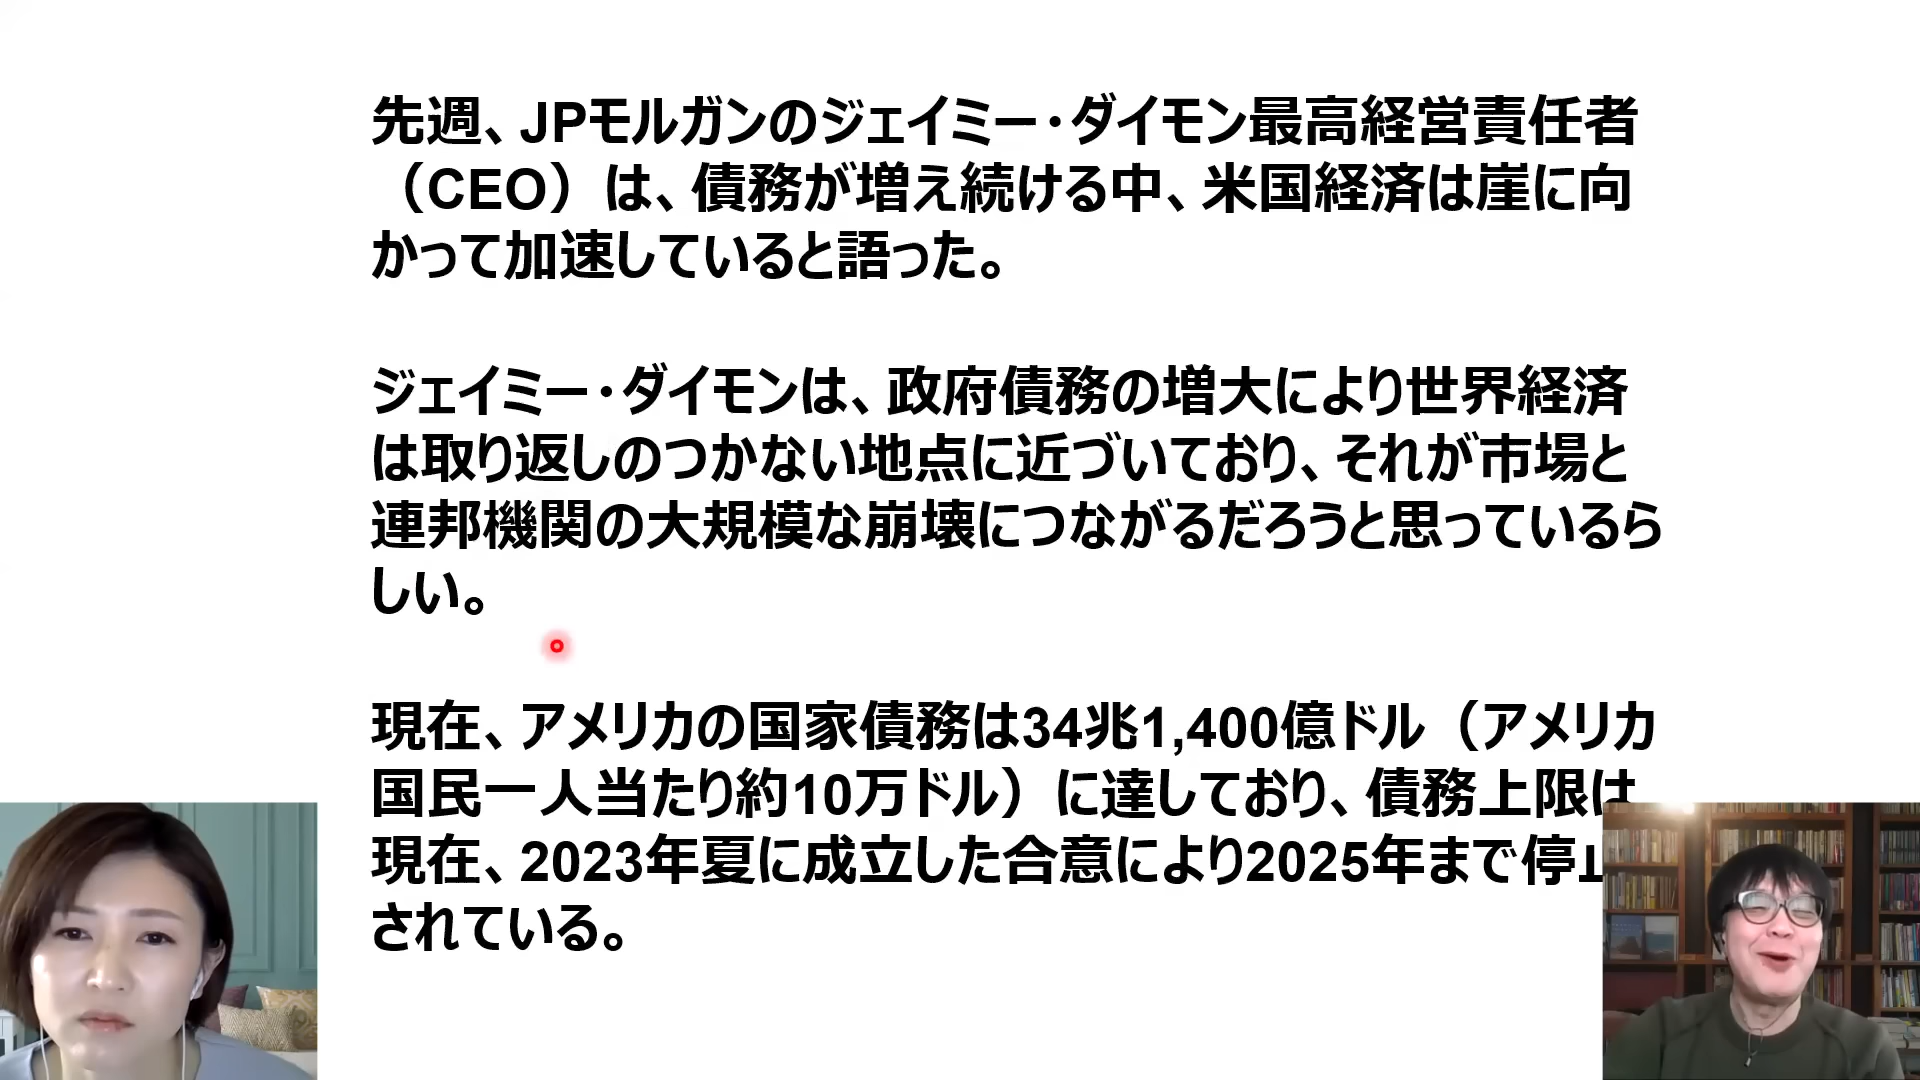 先週、JPモルガンのジェイミー・ダイモン最高経営責任者
（CEO）は、債務が増え続ける中、米国経済は崖に向
かって加速していると語った。
ジェイミー・ダイモンは、政府債務の増大により世界経済
は取り返しのつかない地点に近づいており、それが市場と
連邦機関の大規模な崩壊につながるだろうと思っているら
しい。
現在、アメリカの国家債務は34兆1,400億ドル（アメリカ
国民一人当たり約10万ドル）に達しており、債務上限は
現在、2023年夏に成立した合意により2025年まで停止
されている。